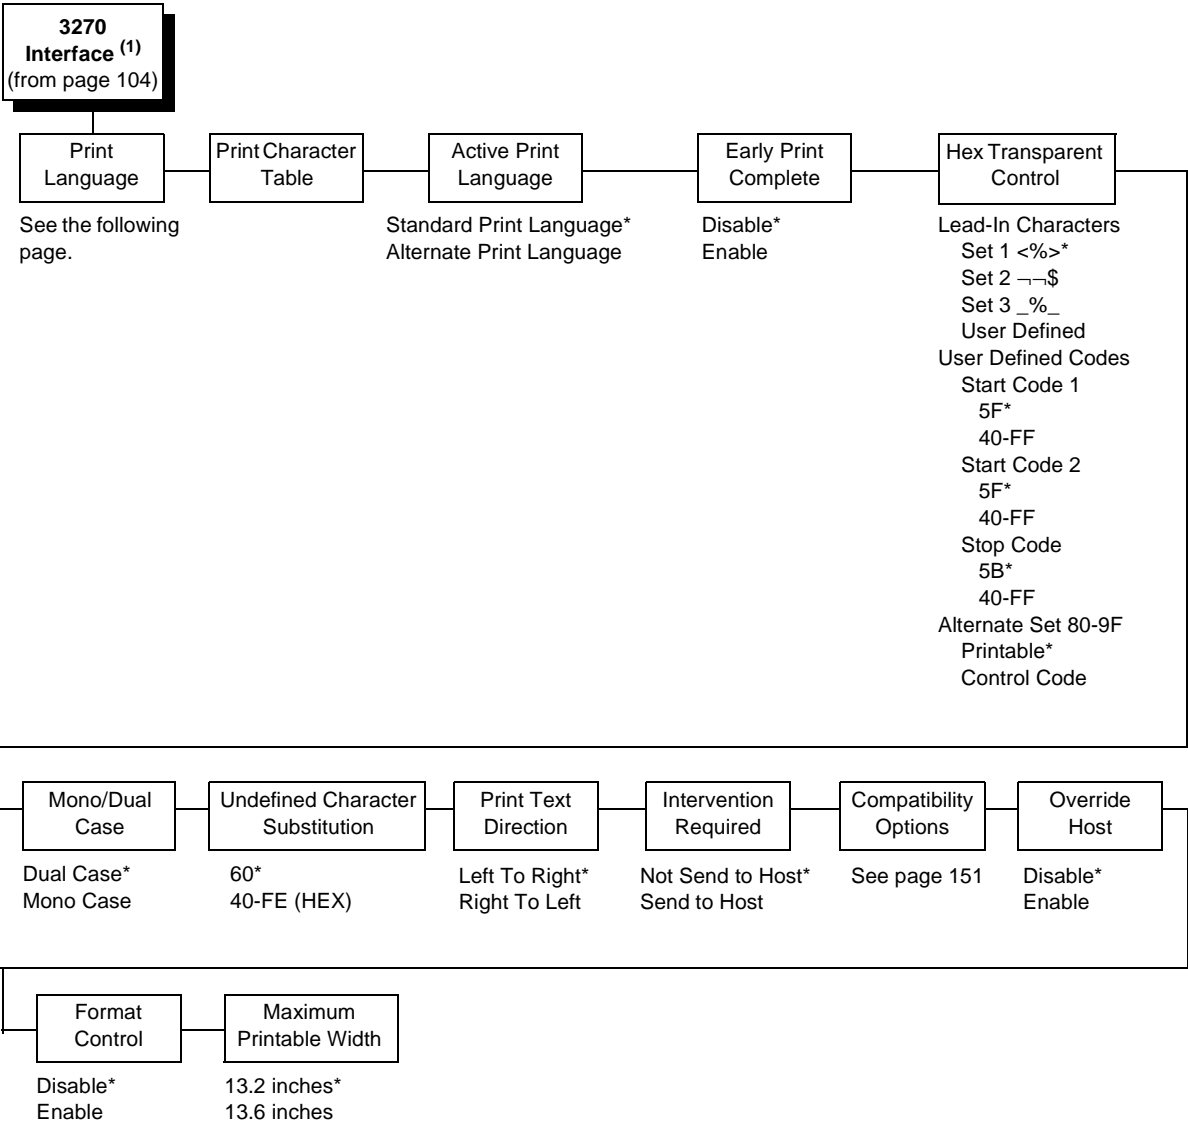 3270
Interface (1)
(from page 104)
Print
Language
See the following
page.
Print Character
Table
Active Print
Language
Standard Print Language*
Alternate Print Language
Early Print
Complete
Disable*
Enable
Hex Transparent
Control
Lead-In Characters
Set 1 <%>*
Set 2 ¬¬$
Set 3 _%_
User Defined
User Defined Codes
Start Code 1
5F*
40-FF
Start Code 2
5F*
40-FF
Stop Code
5B*
40-FF
Alternate Set 80-9F
Printable*
Control Code
Mono/Dual
Case
Dual Case*
Mono Case
Undefined Character
Substitution
60*
40-FE (HEX)
Print Text
Direction
Left To Right*
Right To Left
Intervention
Required
Not Send to Host*
Send to Host
Compatibility
Options
See page 151
Override
Host
Disable*
Enable
Format
Control
Disable*
Enable
Maximum
Printable Width
13.2 inches*
13.6 inches